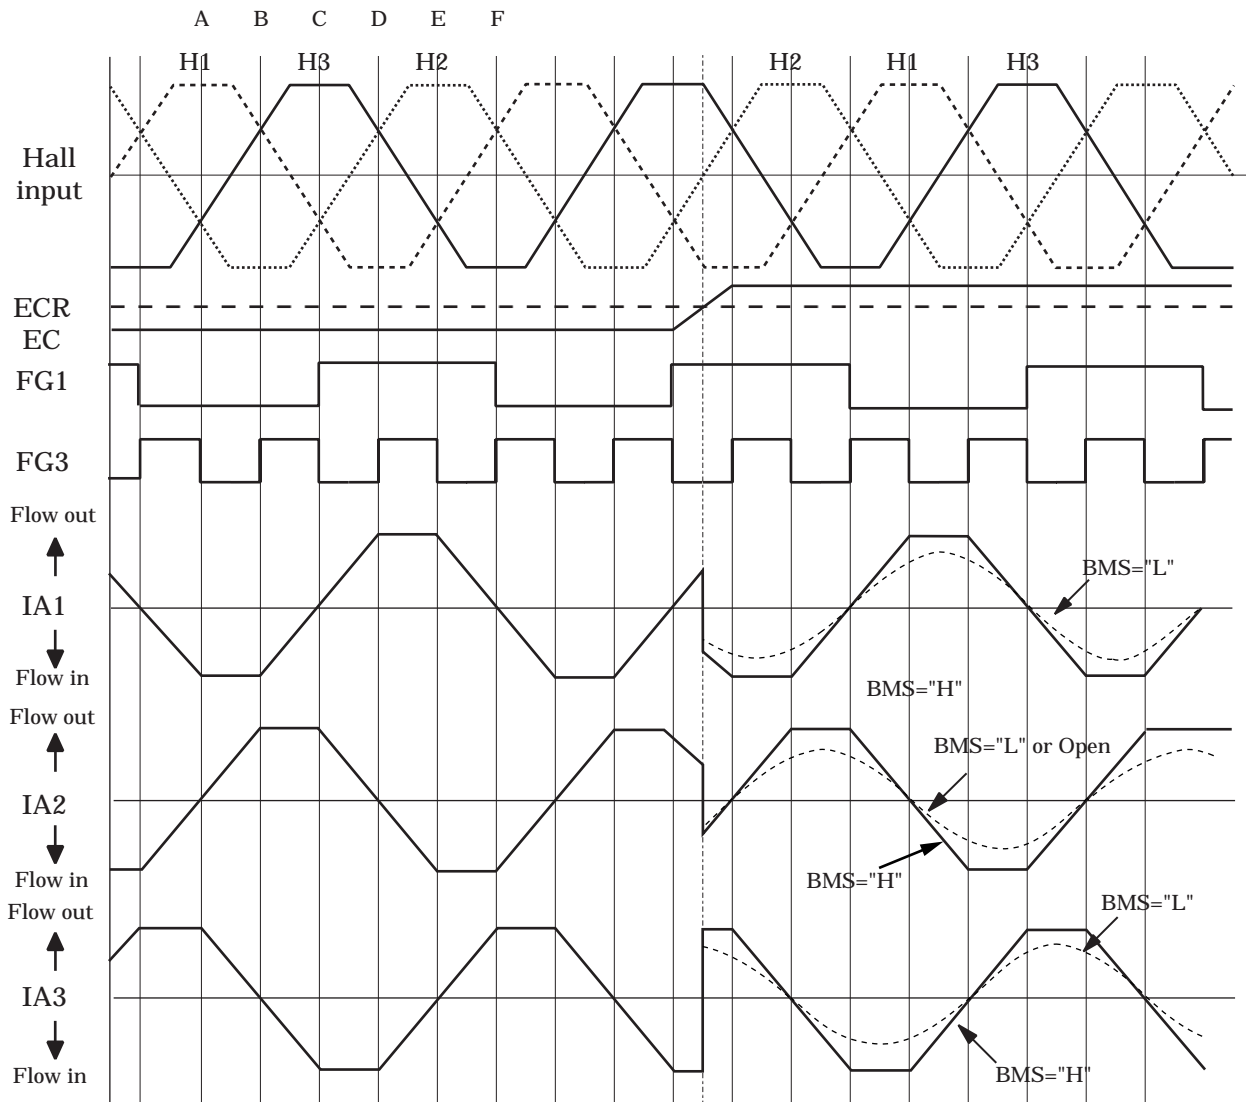 A B C D E F
H1 H3 H2 H2 H1 H3
Hall
input
ECR
EC
FG1
FG3
Flow out
IA1
Flow in
BMS="L"
BMS="H"
Flow out
IA2
Flow in
BMS="L" or Open
BMS="H"
Flow out
IA3
Flow in
BMS="L"
BMS="H"